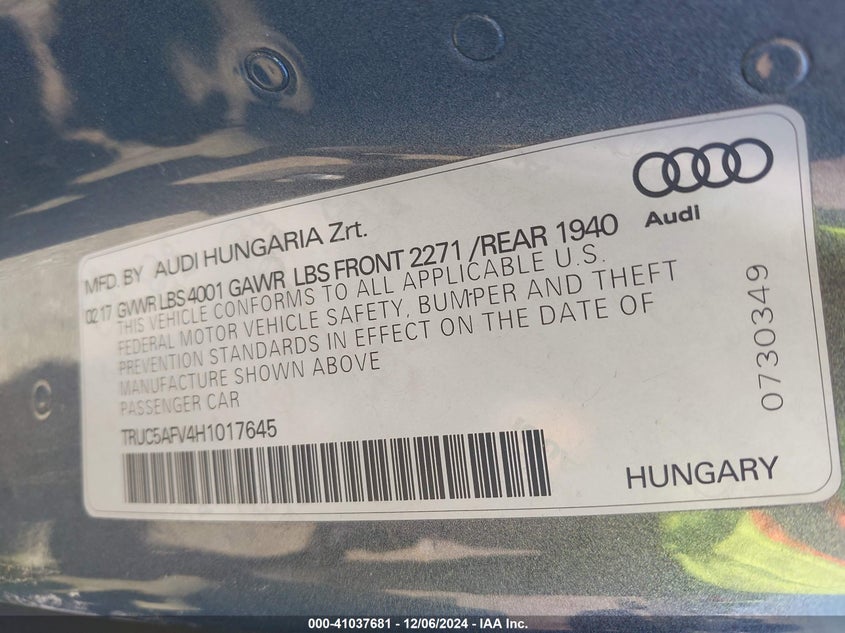 Audi
MFD. BY AUDI HUNGARIA Zrt.
02 17 GVWR LBS 4001 GAWR LBS FRONT 2271 /REAR 1940
THIS VEHICLE CONFORMS TO ALL APPLICABLE U.S.
FEDERAL MOTOR VEHICLE SAFETY, BUMPER AND THEFT
PREVENTION STANDARDS IN EFFECT ON THE DATE OF
MANUFACTURE SHOWN ABOVE
PASSENGER CAR
TRUC5AFV4H1017645
HUNGARY
0730349
000-41037681 - 12/06/2024 - IAA Inc.